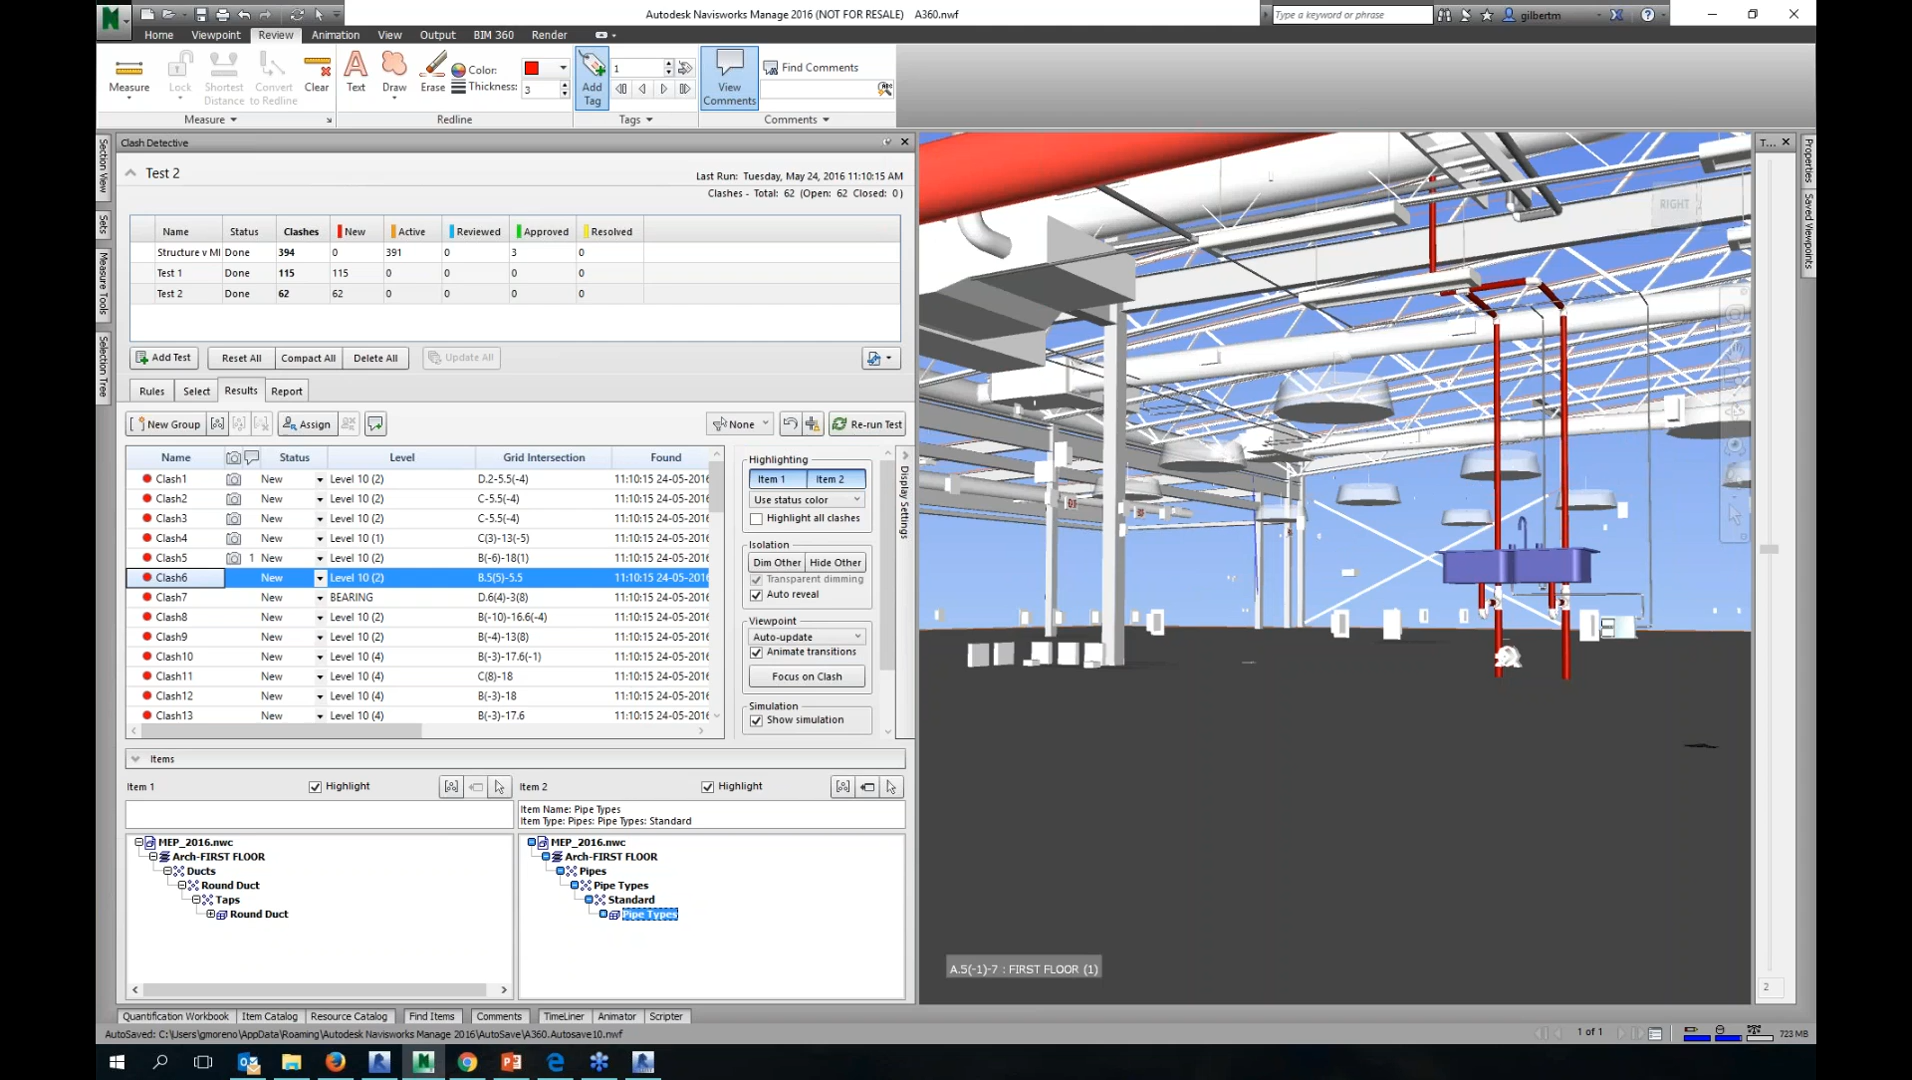 Autodesk Navisworks Manage 2016 (NOT FOR RESALE) A360.nwf
Type a keyword or phrase
gilbertm
Home Viewpoint Review Animation View Output BIM 360 Render
Measure Lock Shortest Distance Convert to Redline Clear Text Draw Erase Color: Thickness: 3 Add Tag 1 View Comments Find Comments
Measure Redline Tags Comments
Clash Detective
Test 2
Last Run: Tuesday, May 24, 2016 11:10:15 AM
Clashes - Total: 62 (Open: 62 Closed: 0 )
Name Status Clashes New Active Reviewed Approved Resolved
Structure v MI Done 394 0 391 0 3 0
Test 1 Done 115 115 0 0 0 0
Test 2 Done 62 62 0 0 0 0
Add Test Reset All Compact All Delete All Update All
Rules Select Results Report
New Group Assign None Re-run Test
Name Status Level Grid Intersection Found
Clash1 New Level 10 (2) D.2-5.5(-4) 11:10:15 24-05-2016
Clash2 New Level 10 (2) C-5.5(-4) 11:10:15 24-05-2016
Clash3 New Level 10 (2) C-5.5(-4) 11:10:15 24-05-2016
Clash4 New Level 10 (1) C(3)-13(-5) 11:10:15 24-05-2016
Clash5 1 New Level 10 (2) B(-6)-18(1) 11:10:15 24-05-2016
Clash6 New Level 10 (2) B.5(5)-5.5 11:10:15 24-05-2016
Clash7 New BEARING D.6(4)-3(8) 11:10:15 24-05-2016
Clash8 New Level 10 (2) B(-10)-16.6(-4) 11:10:15 24-05-2016
Clash9 New Level 10 (2) B(-4)-13(8) 11:10:15 24-05-2016
Clash10 New Level 10 (4) B(-3)-17.6(-1) 11:10:15 24-05-2016
Clash11 New Level 10 (4) C(8)-18 11:10:15 24-05-2016
Clash12 New Level 10 (4) B(-3)-18 11:10:15 24-05-2016
Clash13 New Level 10 (4) B(-3)-17.6 11:10:15 24-05-2016
Highlighting
Item 1 Item 2
Use status color
Highlight all clashes
Isolation
Dim Other Hide Other
Transparent dimming
Auto reveal
Viewpoint
Auto-update
Animate transitions
Focus on Clash
Simulation
Show simulation
Display Settings
Items
Item 1 Highlight
Item 2 Highlight
Item Name: Pipe Types
Item Type: Pipes: Pipe Types: Standard
MEP_2016.nwc
Arch-FIRST FLOOR
Ducts
Round Duct
Taps
Round Duct
MEP_2016.nwc
Arch-FIRST FLOOR
Pipes
Pipe Types
Standard
Pipe Types
Section View
Sets
Measure Tools
Selection Tree
RIGHT
A.5(-1)-7 : FIRST FLOOR (1)
T...
2
Properties
Saved Viewpoints
Quantification Workbook Item Catalog Resource Catalog Find Items Comments TimeLiner Animator Scripter
AutoSaved: C:\Users\gmoreno\AppData\Roaming\Autodesk Navisworks Manage 2016\AutoSave\A360.Autosave10.nwf
1 of 1
723 MB